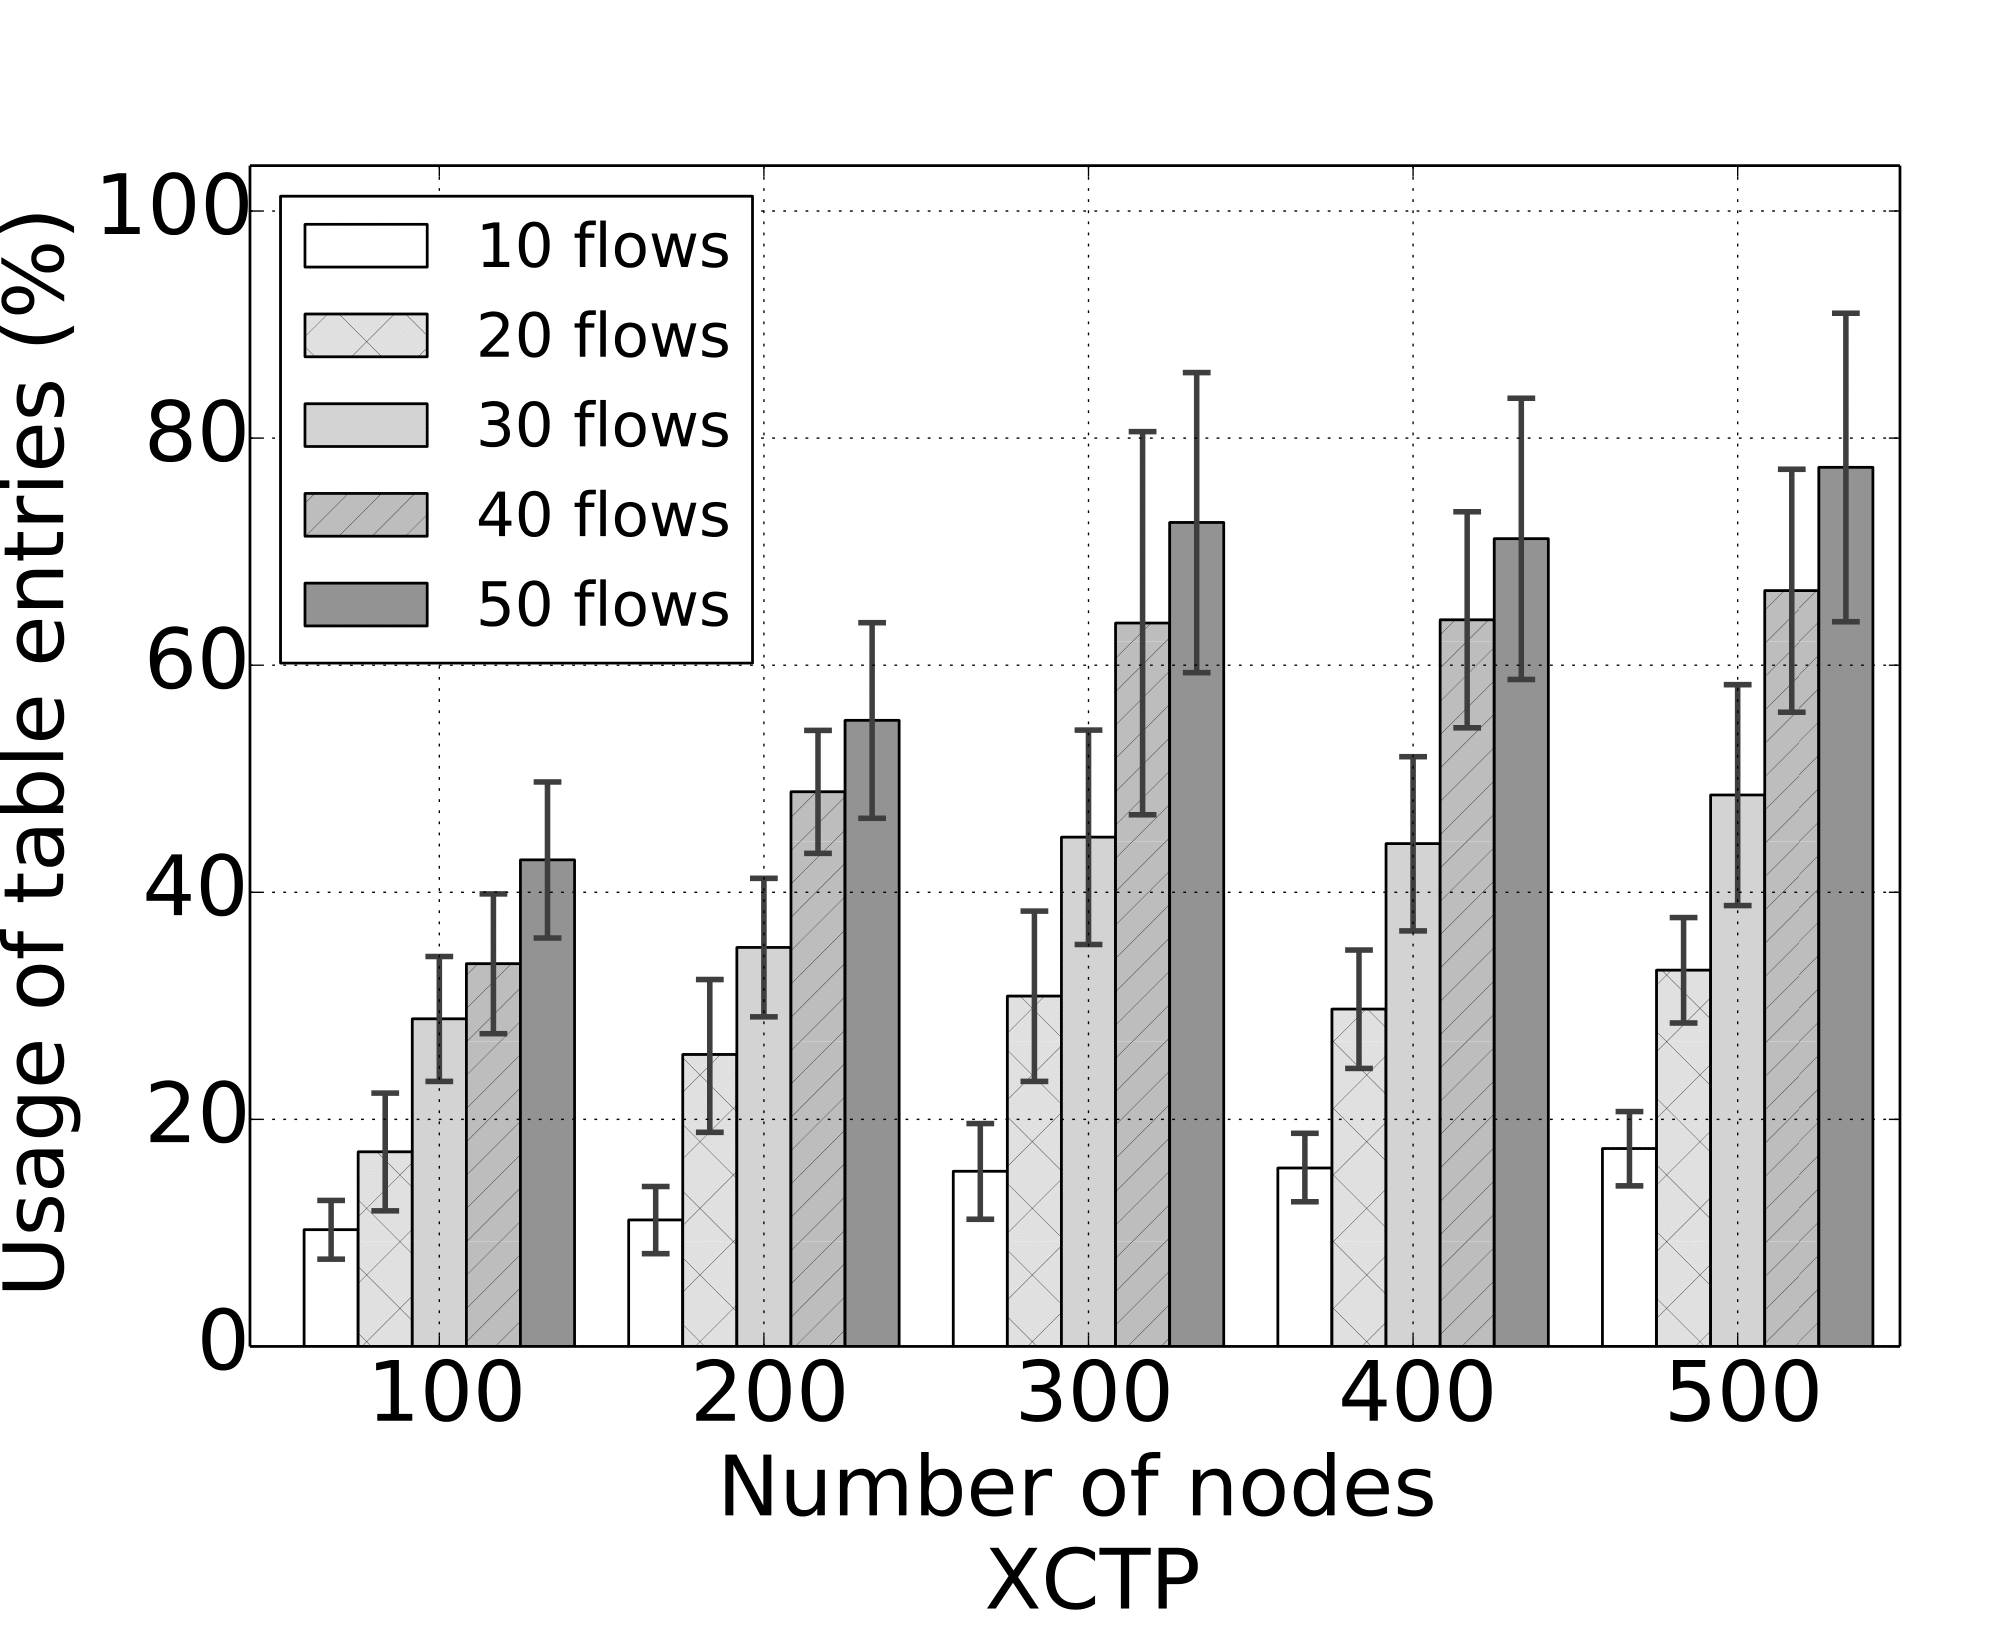 Usage of table entries (%)
100
80
60
40
20
0
10 flows
20 flows
30 flows
40 flows
50 flows
100 200 300 400 500
Number of nodes
XCTP